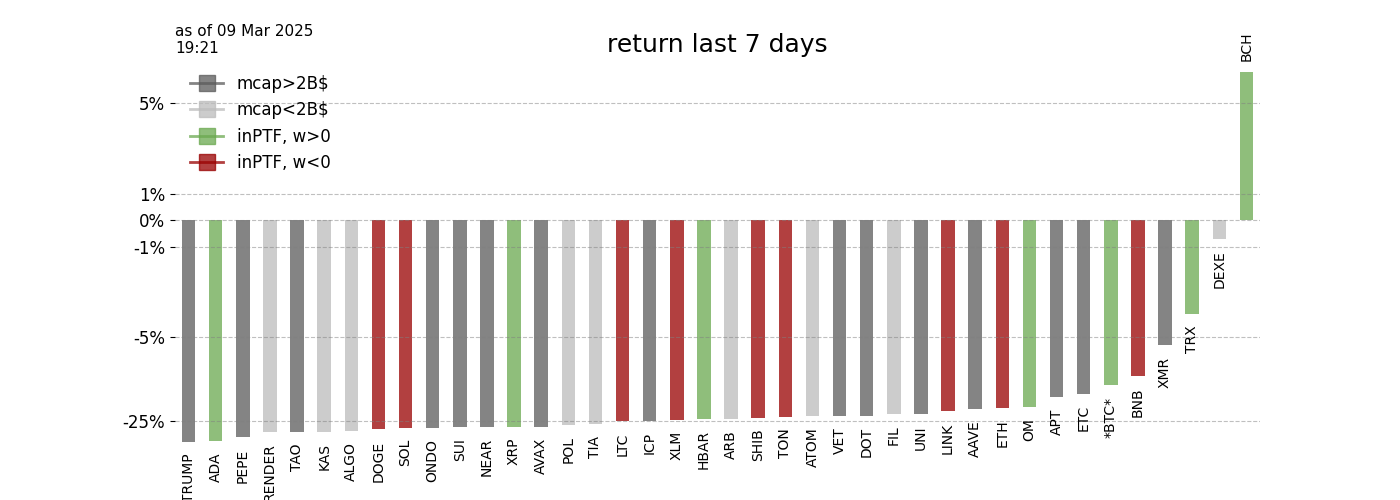 as of 09 Mar 2025
19:21
return last 7 days
mcap>2B$
mcap<2B$
inPTF, w>0
inPTF, w<0
5%
1%
0%
-1%
-5%
-25%
TRUMP
ADA
PEPE
RENDER
TAO
KAS
ALGO
DOGE
SOL
ONDO
SUI
NEAR
XRP
AVAX
POL
TIA
LTC
ICP
XLM
HBAR
ARB
SHIB
TON
ATOM
VET
DOT
FIL
UNI
LINK
AAVE
ETH
OM
APT
ETC
*BTC*
BNB
XMR
TRX
DEXE
BCH